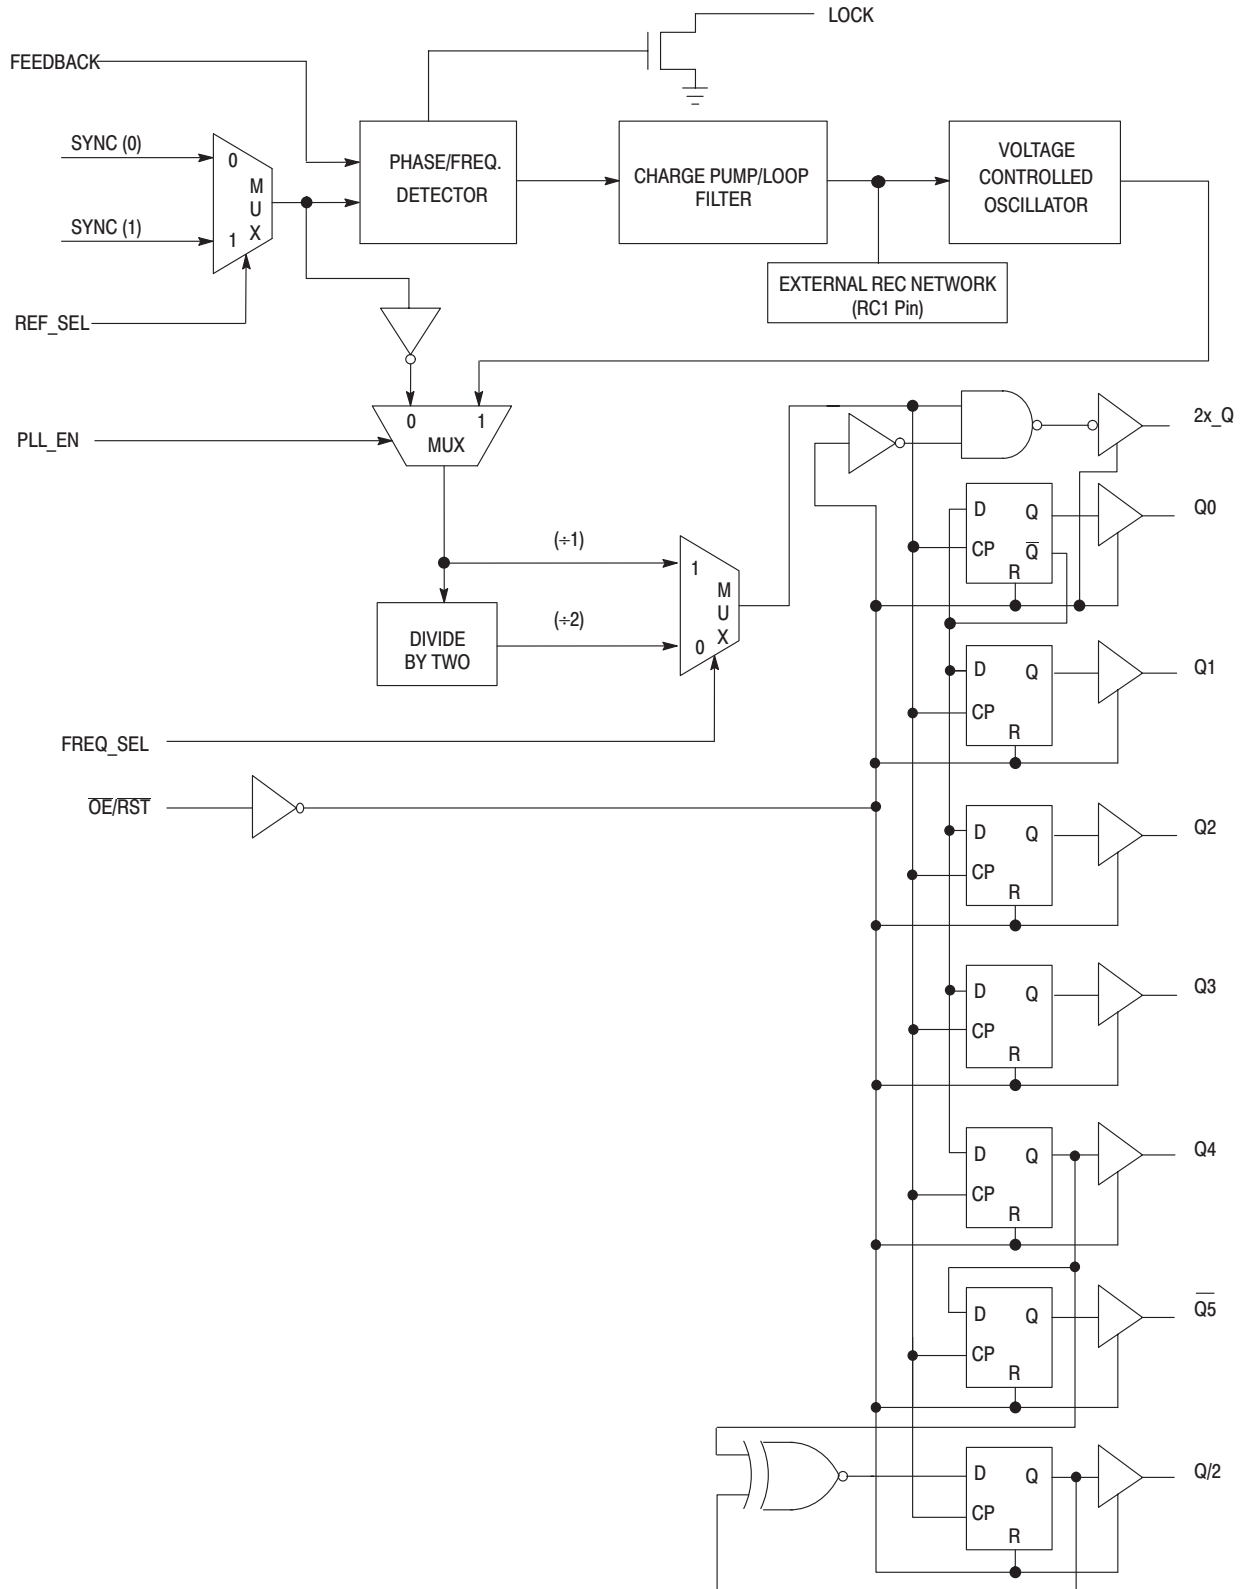 LOCK
FEEDBACK
SYNC (0)
SYNC (1)
0
1
M
U
X
REF_SEL
PHASE/FREQ.
DETECTOR
CHARGE PUMP/LOOP
FILTER
VOLTAGE
CONTROLLED
OSCILLATOR
EXTERNAL REC NETWORK
(RC1 Pin)
PLL_EN
0 1
MUX
(÷1)
(÷2)
DIVIDE
BY TWO
1
0
M
U
X
FREQ_SEL
O̅E̅/R̅S̅T̅
2x_Q
D Q
CP Q̅
R
Q0
D Q
CP
R
Q1
D Q
CP
R
Q2
D Q
CP
R
Q3
D Q
CP
R
Q4
D Q
CP
R
Q̅5̅
D Q
CP
R
Q/2